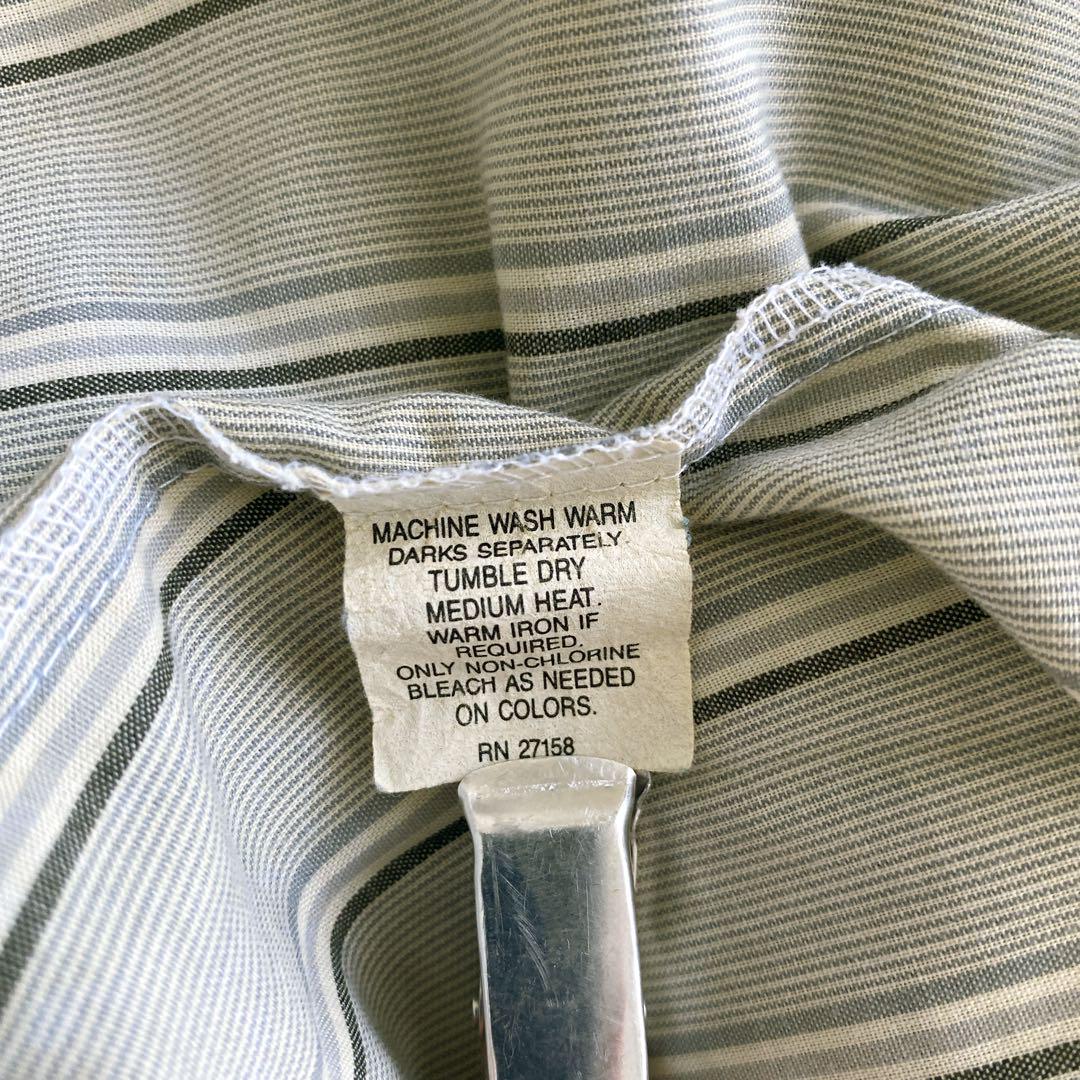 MACHINE WASH WARM
DARKS SEPARATELY
TUMBLE DRY
MEDIUM HEAT.
WARM IRON IF
REQUIRED.
ONLY NON-CHLORINE
BLEACH AS NEEDED
ON COLORS.
RN 27158